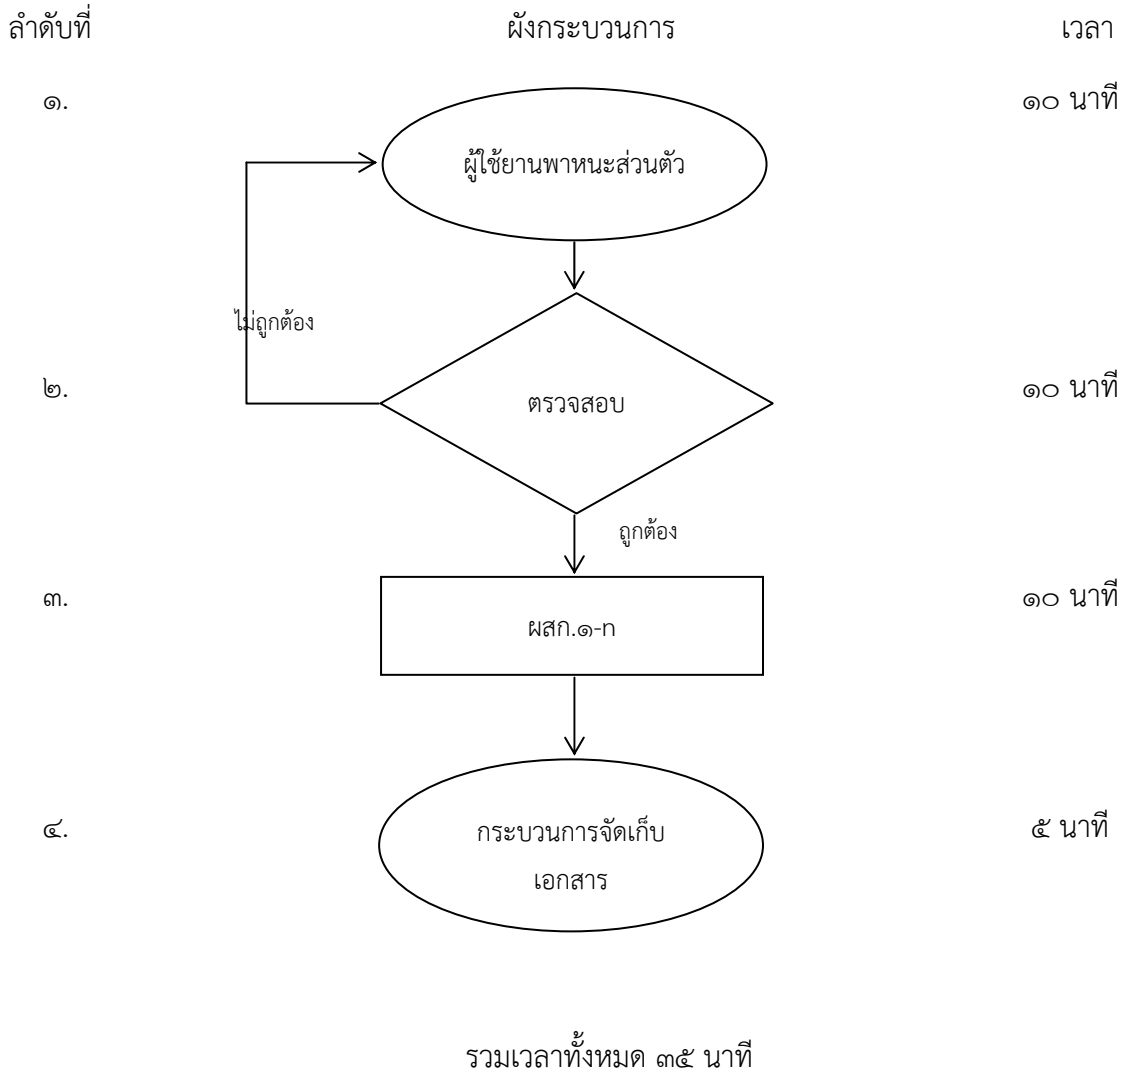 ลำดับที่ ผังกระบวนการ เวลา
๑. ๑๐ นาที
ผู้ใช้ยานพาหนะส่วนตัว
ไม่ถูกต้อง
๒. ตรวจสอบ ๑๐ นาที
ถูกต้อง
๓. ๑๐ นาที
ผสก.๑-n
๔. กระบวนการจัดเก็บ ๕ นาที
เอกสาร
รวมเวลาทั้งหมด ๓๕ นาที